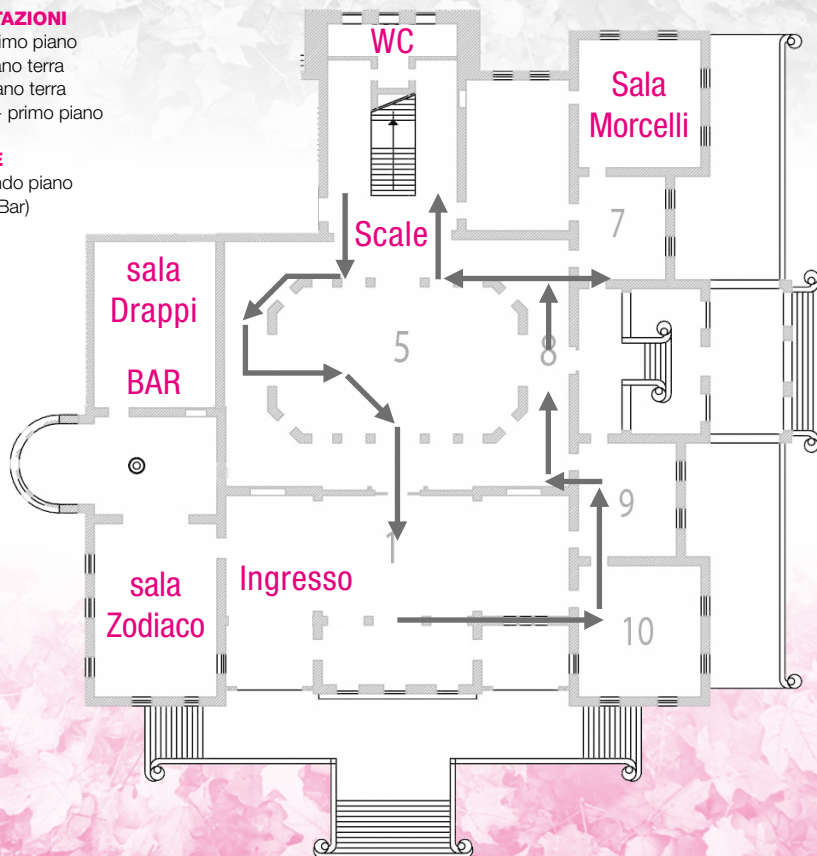 TAZIONI
imo piano
ano terra
ano terra
- primo piano
E
ndo piano
Bar)
WC
Sala
Morcelli
7
Scale
sala
Drappi
BAR
5
8
9
1
Ingresso
sala
Zodiaco
10